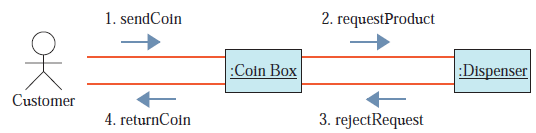 1. sendCoin
2. requestProduct
:Coin Box
:Dispenser
Customer
4. returnCoin
3. rejectRequest